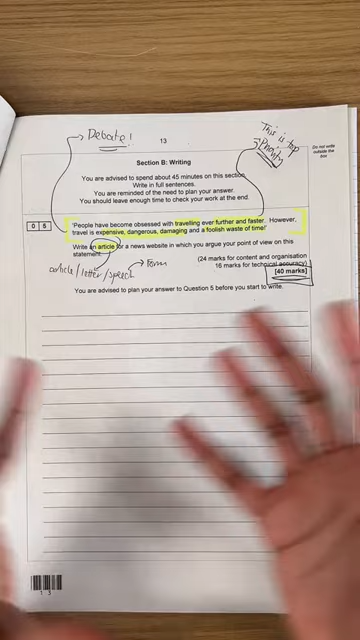 Debate!
This is top
Priority
13
Do not write
outside the
box
Section B: Writing
You are advised to spend about 45 minutes on this section.
Write in full sentences.
You are reminded of the need to plan your answer.
You should leave enough time to check your work at the end.
0 5
'People have become obsessed with travelling ever further and faster. However,
travel is expensive, dangerous, damaging and a foolish waste of time!'
Write an article for a news website in which you argue your point of view on this
statement.
(24 marks for content and organisation
16 marks for technical accuracy)
[40 marks]
article/letter/speech → Form
You are advised to plan your answer to Question 5 before you start to write.
1 3